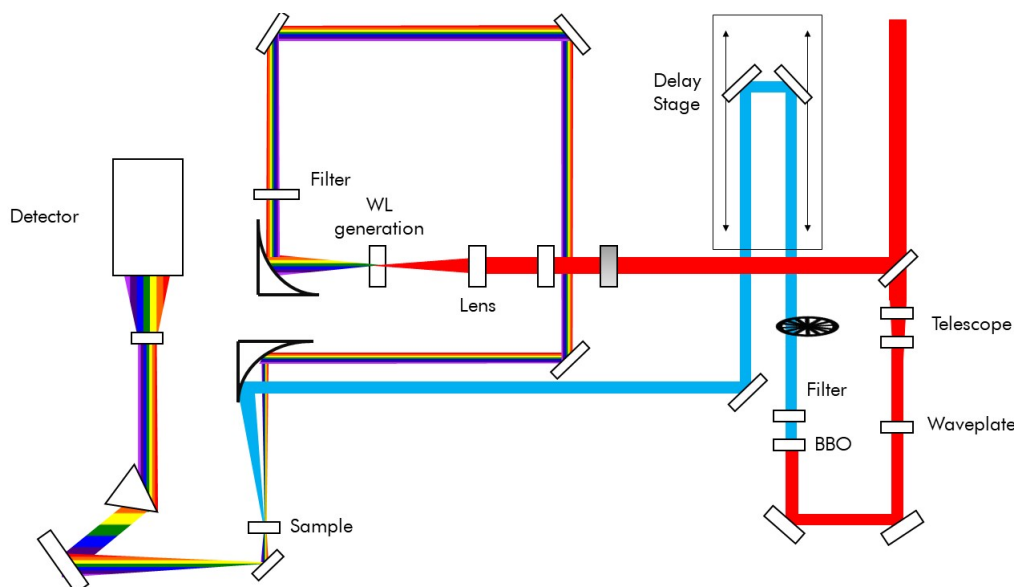 Delay
Stage
Filter
WL
generation
Detector
Lens
Telescope
Filter
Waveplate
BBO
Sample